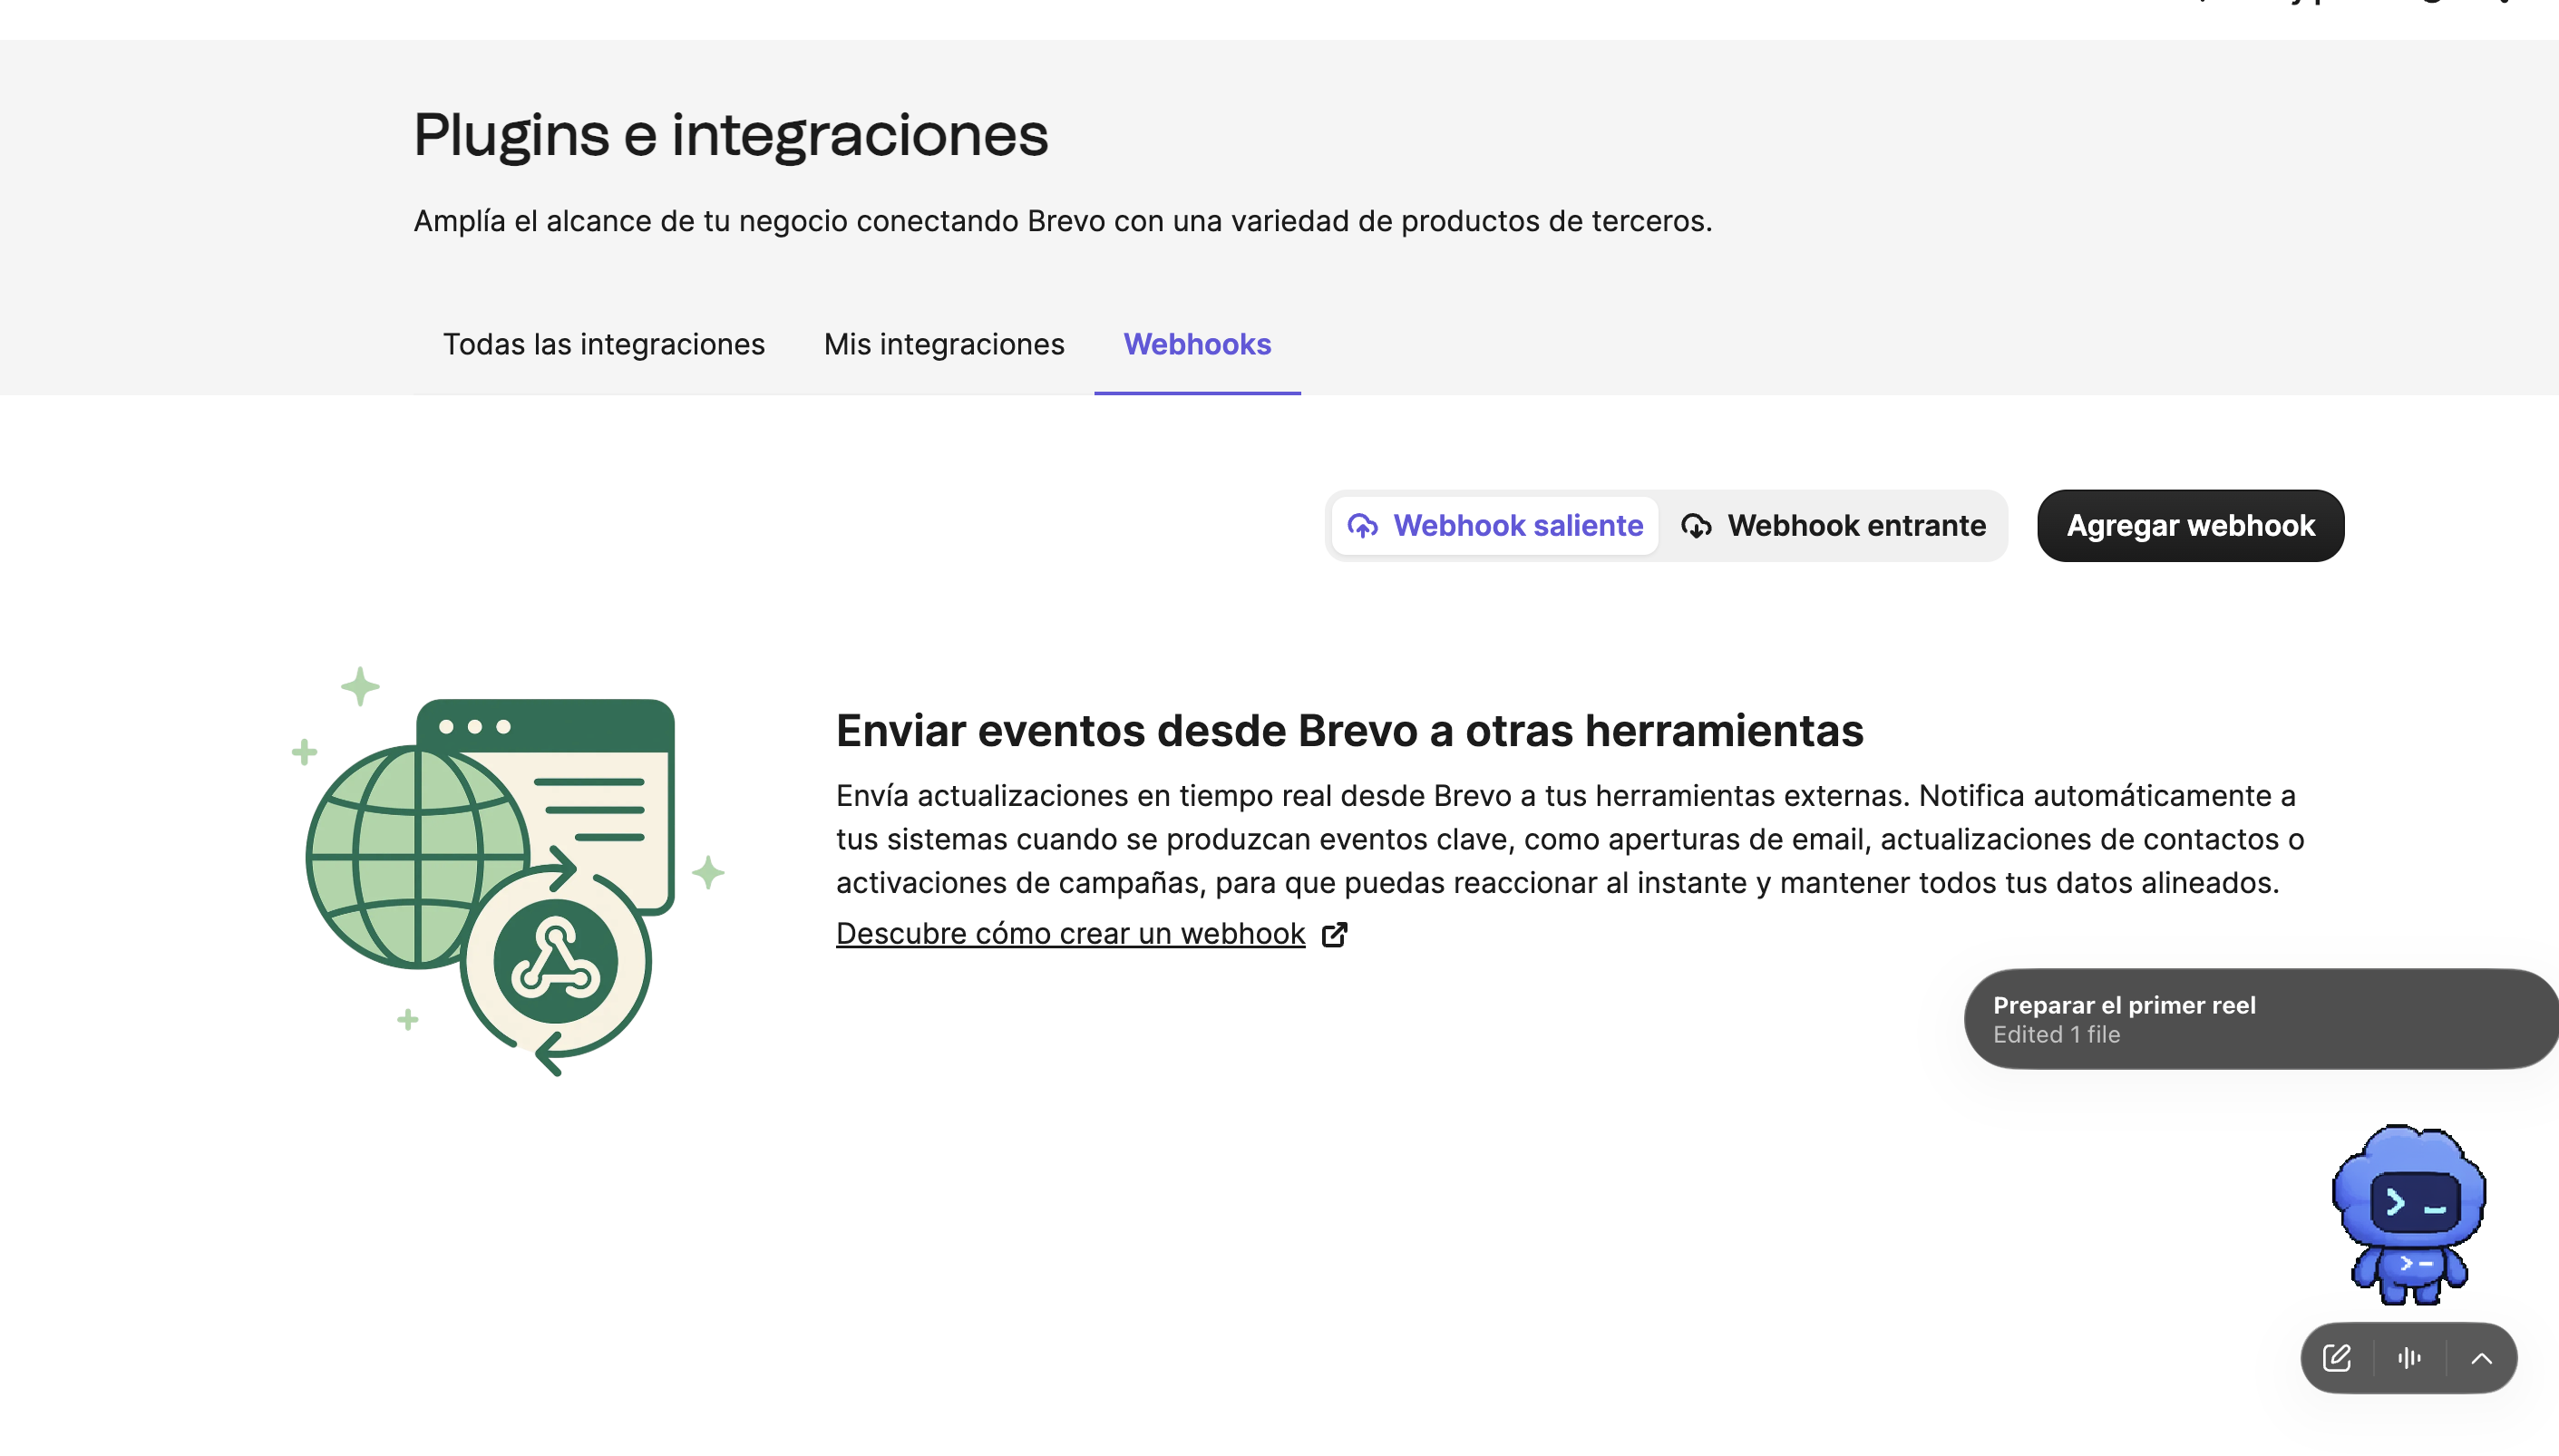 Plugins e integraciones
Amplía el alcance de tu negocio conectando Brevo con una variedad de productos de terceros.
Todas las integraciones
Mis integraciones
Webhooks
Webhook saliente
Webhook entrante
Agregar webhook
Enviar eventos desde Brevo a otras herramientas
Envía actualizaciones en tiempo real desde Brevo a tus herramientas externas. Notifica automáticamente a
tus sistemas cuando se produzcan eventos clave, como aperturas de email, actualizaciones de contactos o
activaciones de campañas, para que puedas reaccionar al instante y mantener todos tus datos alineados.
Descubre cómo crear un webhook
Preparar el primer reel
Edited 1 file